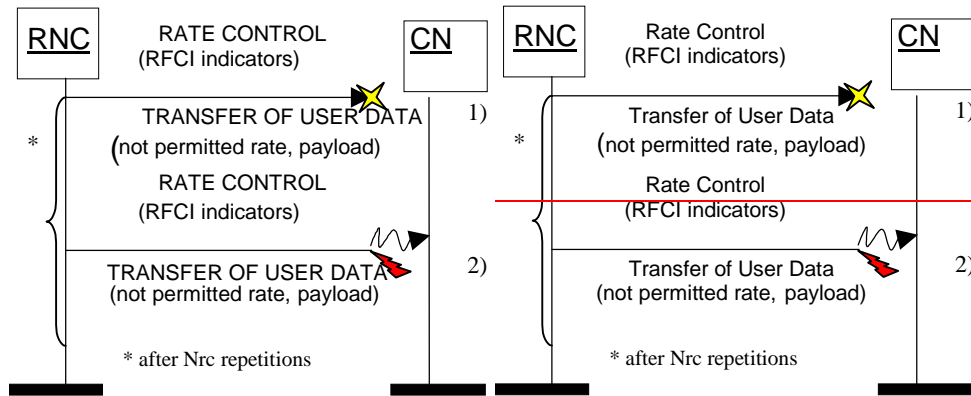 RNC
RATE CONTROL
(RFCI indicators)
CN
TRANSFER OF USER DATA
1)
*
(not permitted rate, payload)
RATE CONTROL
(RFCI indicators)
2)
TRANSFER OF USER DATA
(not permitted rate, payload)
* after Nrc repetitions
RNC
Rate Control
(RFCI indicators)
CN
Transfer of User Data
1)
*
(not permitted rate, payload)
Rate Control
(RFCI indicators)
2)
Transfer of User Data
(not permitted rate, payload)
* after Nrc repetitions